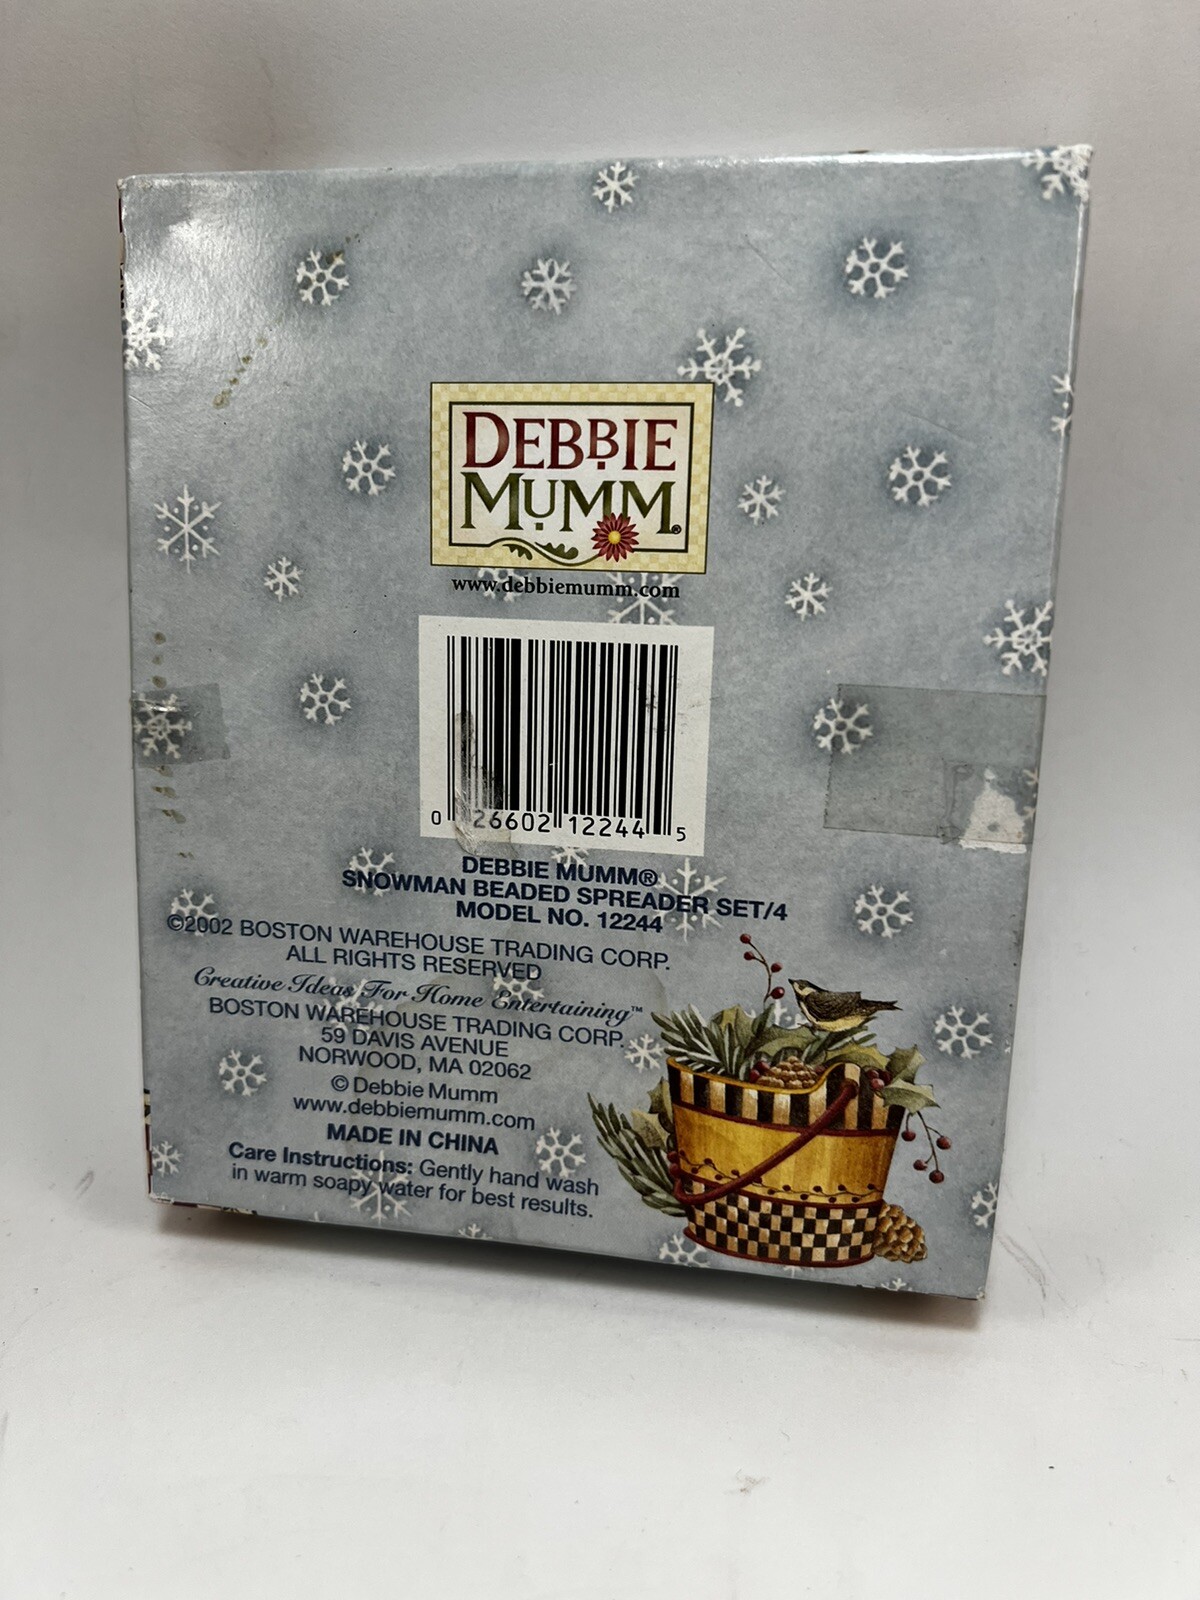 DEBBIE
MUMM®
www.debbiemumm.com
0 26602 12244 5
DEBBIE MUMM®
SNOWMAN BEADED SPREADER SET/4
MODEL NO. 12244
©2002 BOSTON WAREHOUSE TRADING CORP.
ALL RIGHTS RESERVED
Creative Ideas For Home Entertaining™
BOSTON WAREHOUSE TRADING CORP.
59 DAVIS AVENUE
NORWOOD, MA 02062
© Debbie Mumm
www.debbiemumm.com
MADE IN CHINA
Care Instructions: Gently hand wash
in warm soapy water for best results.